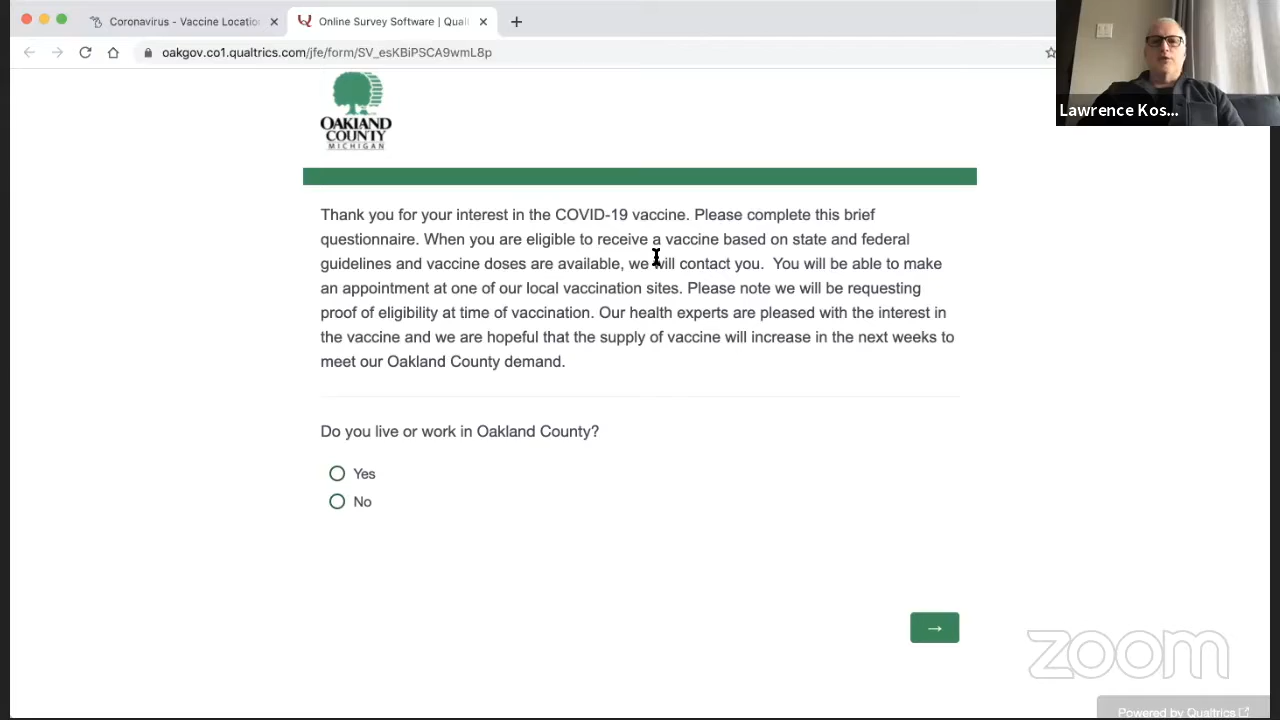 Coronavirus - Vaccine Locatio
Online Survey Software | Qual
oakgov.co1.qualtrics.com/jfe/form/SV_esKBiPSCA9wmL8p
Lawrence Kos...
OAKLAND
COUNTY
MICHIGAN
Thank you for your interest in the COVID-19 vaccine. Please complete this brief
questionnaire. When you are eligible to receive a vaccine based on state and federal
guidelines and vaccine doses are available, we will contact you. You will be able to make
an appointment at one of our local vaccination sites. Please note we will be requesting
proof of eligibility at time of vaccination. Our health experts are pleased with the interest in
the vaccine and we are hopeful that the supply of vaccine will increase in the next weeks to
meet our Oakland County demand.
Do you live or work in Oakland County?
Yes
No
→
zoom
Powered by Qualtrics